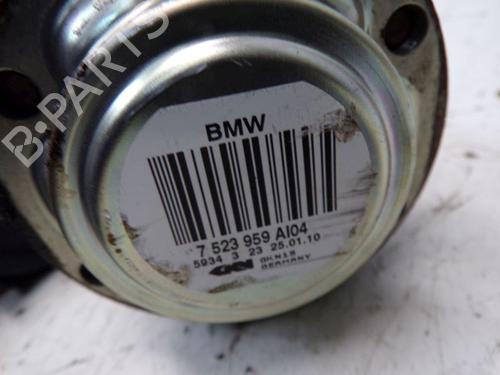 B-PARTS
BMW
7 523 959 AI04
5934 3 23 25.01.10
GKN
GERMANY